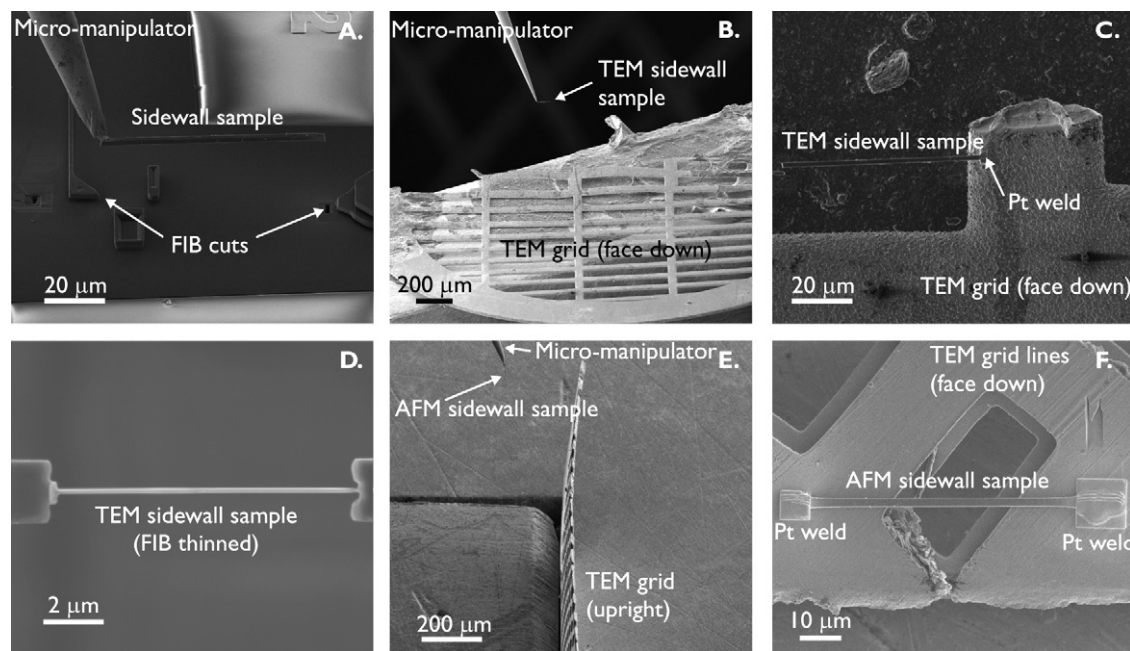 Micro-manipulator
A.
Sidewall sample
FIB cuts
20 μm
Micro-manipulator
B.
TEM sidewall
sample
TEM grid (face down)
200 μm
C.
TEM sidewall sample
Pt weld
20 μm
TEM grid (face down)
D.
TEM sidewall sample
(FIB thinned)
2 μm
Micro-manipulator
E.
AFM sidewall sample
TEM grid
(upright)
200 μm
TEM grid lines
(face down)
F.
AFM sidewall sample
Pt weld
Pt weld
10 μm